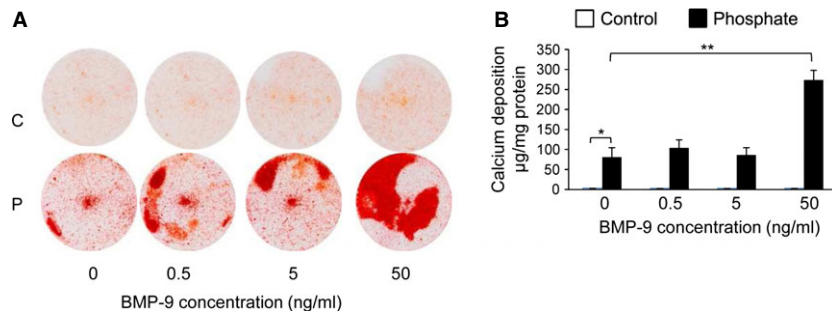 A
C
P
0 0.5 5 50
BMP-9 concentration (ng/ml)
B
Control Phosphate
Calcium deposition
µg/mg protein
350
300
250
200
150
100
50
0
*
**
0 0.5 5 50
BMP-9 concentration (ng/ml)